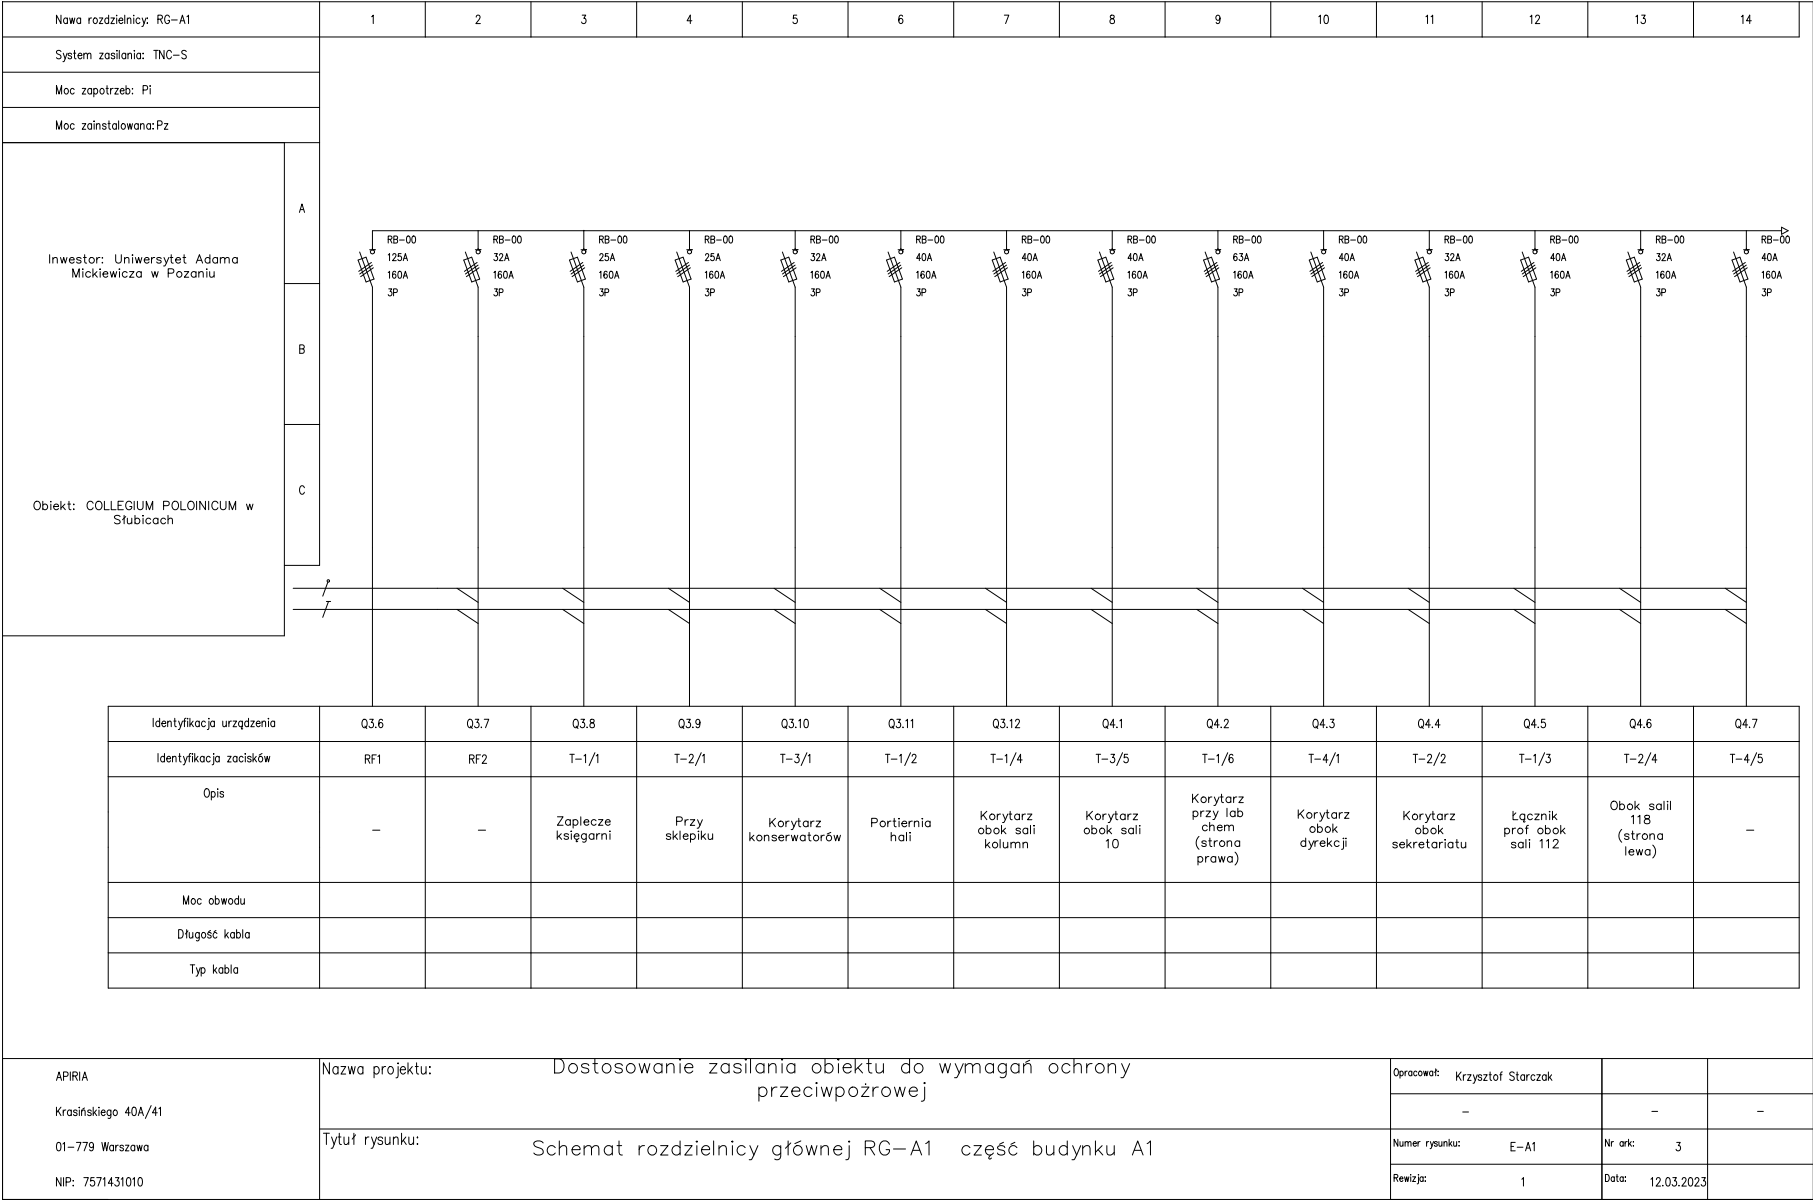 Nawa rozdzielnicy: RG-A1 1 2 3 4 5 6 7 8 9 10 11 12 13 14
System zasilania: TNC-S
Moc zapotrzeb: Pi
Moc zainstalowana:Pz
A
Inwestor: Uniwersytet Adama
Mickiewicza w Pozaniu
B
C
Obiekt: COLLEGIUM POLOINICUM w
Słubicach
RB-00 RB-00 RB-00 RB-00 RB-00 RB-00 RB-00 RB-00 RB-00 RB-00 RB-00 RB-00 RB-00 RB-00
125A 32A 25A 25A 32A 40A 40A 40A 63A 40A 32A 40A 32A 40A
160A 160A 160A 160A 160A 160A 160A 160A 160A 160A 160A 160A 160A 160A
3P 3P 3P 3P 3P 3P 3P 3P 3P 3P 3P 3P 3P 3P
Identyfikacja urządzenia Q3.6 Q3.7 Q3.8 Q3.9 Q3.10 Q3.11 Q3.12 Q4.1 Q4.2 Q4.3 Q4.4 Q4.5 Q4.6 Q4.7
Identyfikacja zacisków RF1 RF2 T-1/1 T-2/1 T-3/1 T-1/2 T-1/4 T-3/5 T-1/6 T-4/1 T-2/2 T-1/3 T-2/4 T-4/5
Opis
-
-
Zaplecze
księgarni
Przy
sklepiku
Korytarz
konserwatorów
Portiernia
hali
Korytarz
obok sali
kolumn
Korytarz
obok sali
10
Korytarz
przy lab
chem
(strona
prawa)
Korytarz
obok
dyrekcji
Korytarz
obok
sekretariatu
Łącznik
prof obok
sali 112
Obok salil
118
(strona
lewa)
-
Moc obwodu
Długość kabla
Typ kabla
APIRIA
Krasińskiego 40A/41
01-779 Warszawa
NIP: 7571431010
Nazwa projektu: Dostosowanie zasilania obiektu do wymagań ochrony
przeciwpożrowej
Tytuł rysunku: Schemat rozdzielnicy głównej RG-A1 część budynku A1
Opracował: Krzysztof Starczak
- - -
Numer rysunku: E-A1 Nr ark: 3
Rewizja: 1 Data: 12.03.2023